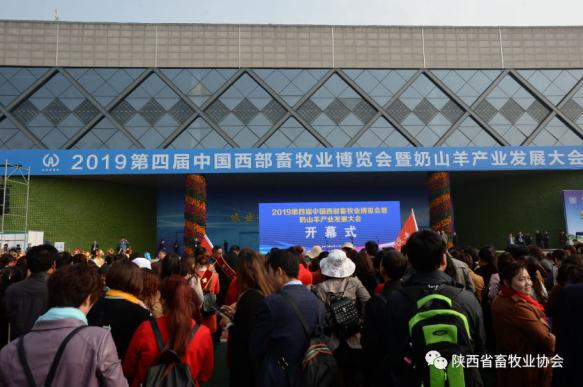 2019第四届中国西部畜牧业博览会暨奶山羊产业发展大会
2019第四届中国西部畜牧业博览会暨
奶山羊产业发展大会
开幕式
陕西省畜牧业协会